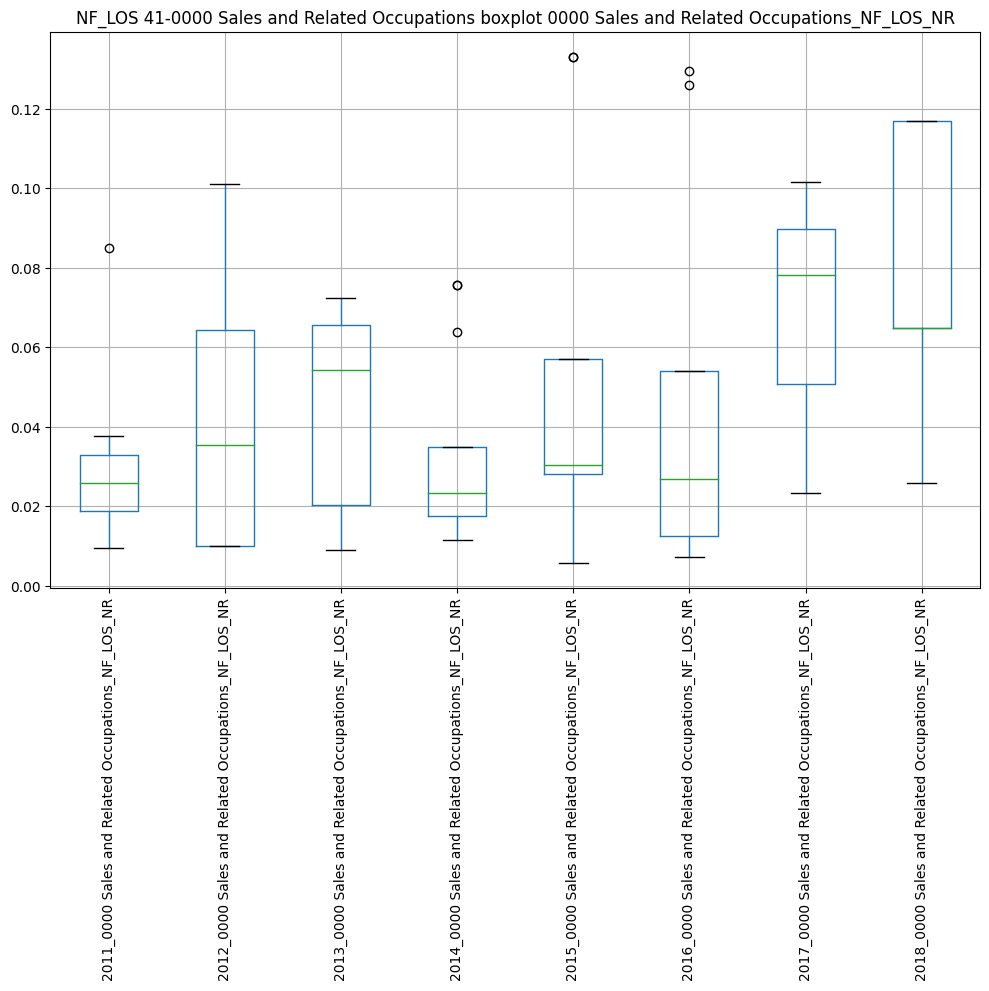 NF_LOS 41-0000 Sales and Related Occupations boxplot 0000 Sales and Related Occupations_NF_LOS_NR
0.12
0.10
0.08
0.06
0.04
0.02
0.00
2011_0000 Sales and Related Occupations_NF_LOS_NR
2012_0000 Sales and Related Occupations_NF_LOS_NR
2013_0000 Sales and Related Occupations_NF_LOS_NR
2014_0000 Sales and Related Occupations_NF_LOS_NR
2015_0000 Sales and Related Occupations_NF_LOS_NR
2016_0000 Sales and Related Occupations_NF_LOS_NR
2017_0000 Sales and Related Occupations_NF_LOS_NR
2018_0000 Sales and Related Occupations_NF_LOS_NR